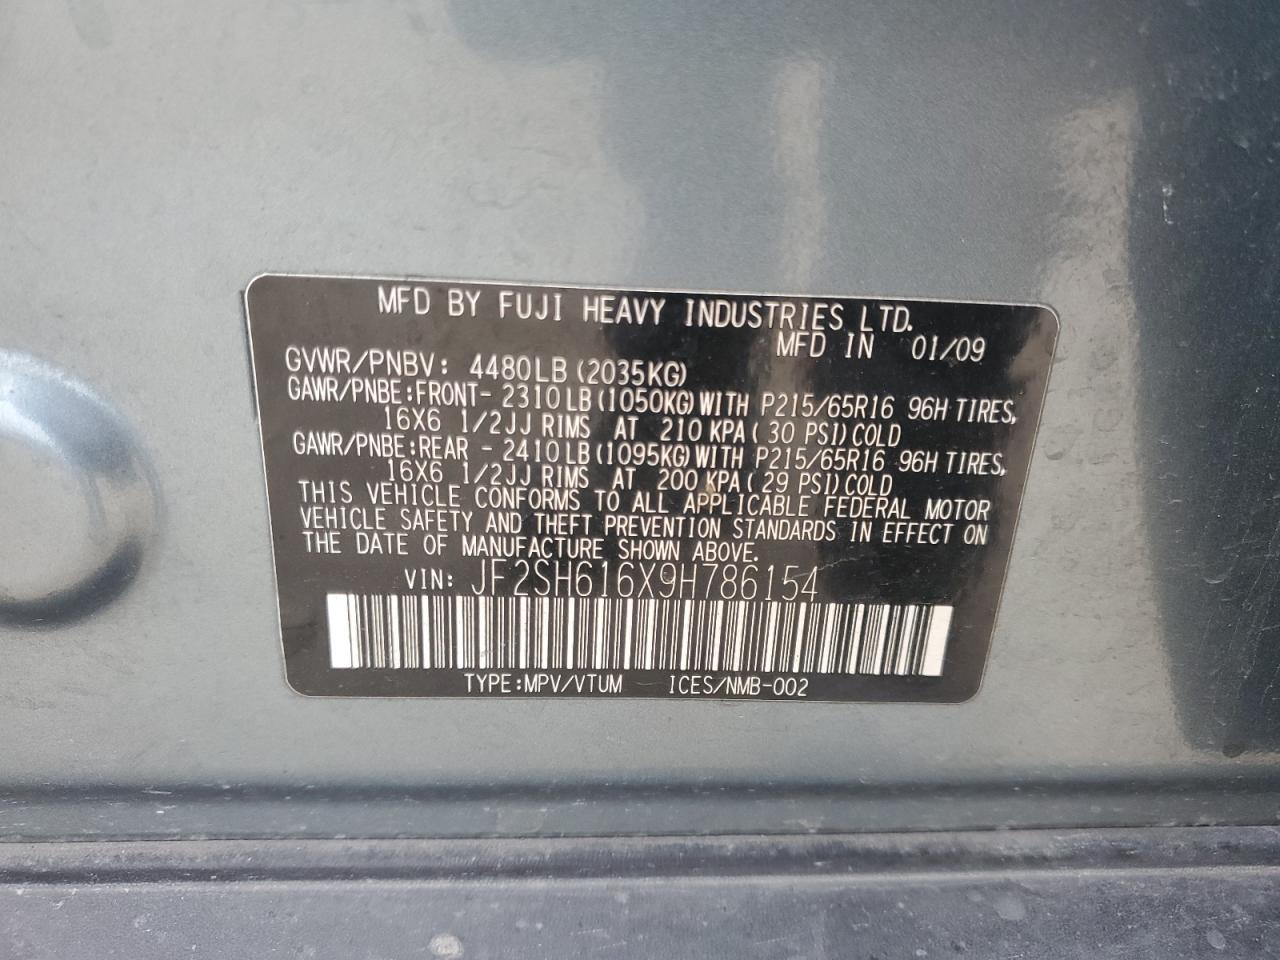 MFD BY FUJI HEAVY INDUSTRIES LTD.
MFD IN 01/09
GVWR/PNBV: 4480LB (2035KG)
GAWR/PNBE:FRONT- 2310LB(1050KG)WITH P215/65R16 96H TIRES,
16X6 1/2JJ RIMS AT 210 KPA( 30 PSI)COLD
GAWR/PNBE:REAR - 2410LB(1095KG)WITH P215/65R16 96H TIRES,
16X6 1/2JJ RIMS AT 200 KPA( 29 PSI)COLD
THIS VEHICLE CONFORMS TO ALL APPLICABLE FEDERAL MOTOR
VEHICLE SAFETY AND THEFT PREVENTION STANDARDS IN EFFECT ON
THE DATE OF MANUFACTURE SHOWN ABOVE.
VIN: JF2SH616X9H786154
TYPE:MPV/VTUM ICES/NMB-002